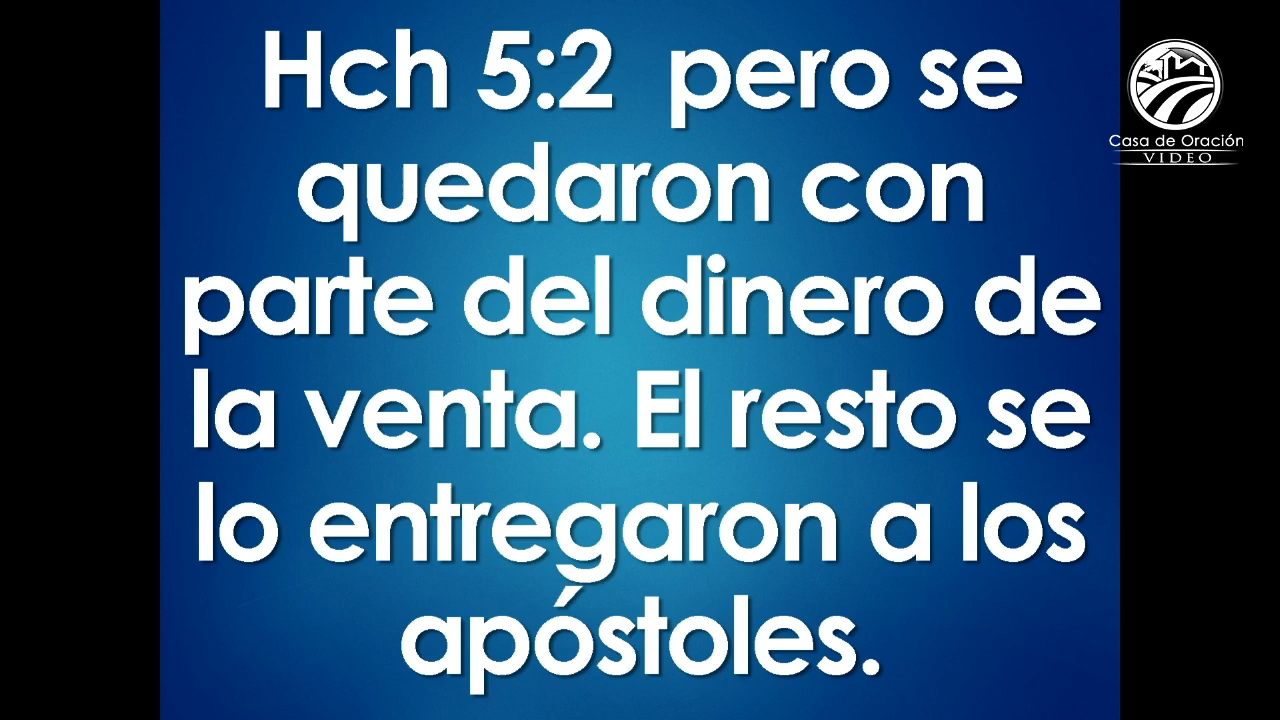 Hch 5:2  pero se
quedaron con
parte del dinero de
la venta. El resto se
lo entregaron a los
apóstoles.
Casa de Oración
VIDEO